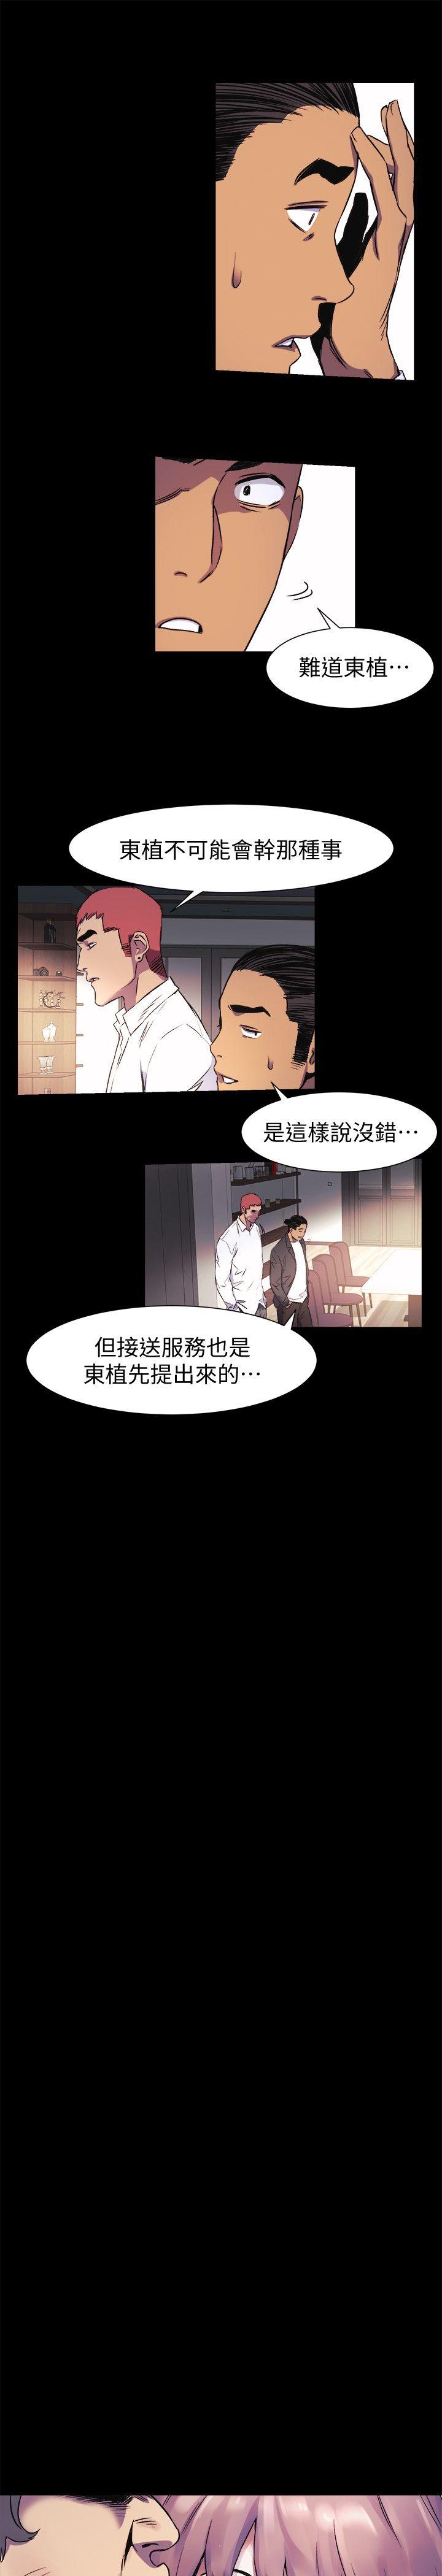 難道東植⋯
東植不可能會幹那種事
是這樣說沒錯⋯
但接送服務也是
東植先提出來的⋯